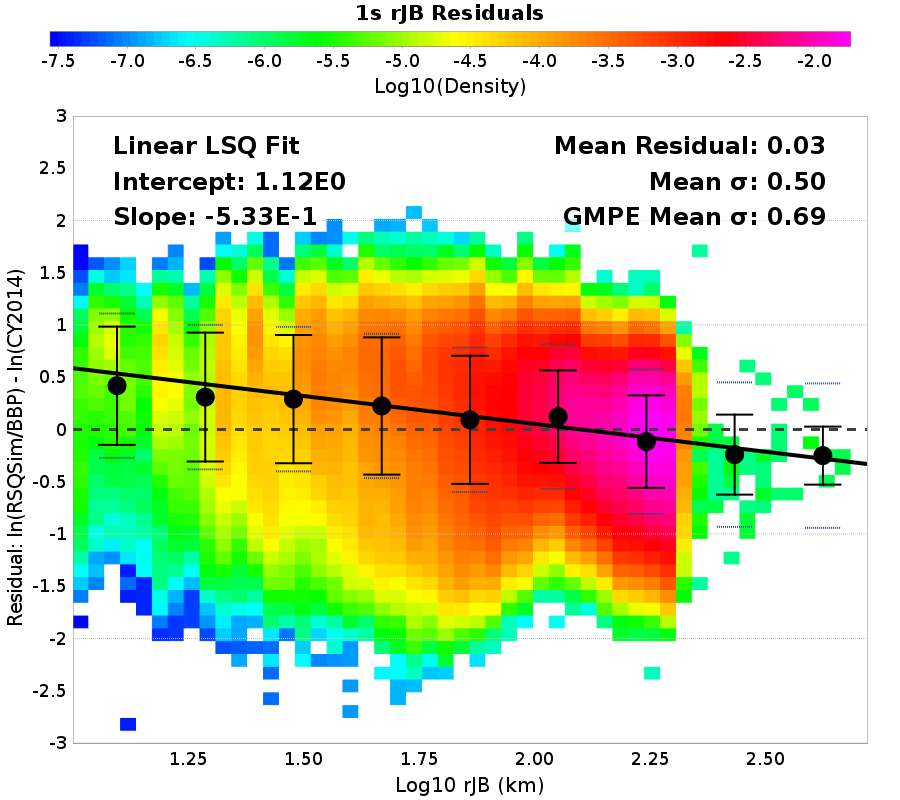 1s rJB Residuals
-7.5 -7.0 -6.5 -6.0 -5.5 -5.0 -4.5 -4.0 -3.5 -3.0 -2.5 -2.0
Log10(Density)
Linear LSQ Fit
Intercept: 1.12E0
Slope: -5.33E-1
Mean Residual: 0.03
Mean σ: 0.50
GMPE Mean σ: 0.69
Residual: ln(RSQSim/BBP) - ln(CY2014)
3
2.5
2
1.5
1
0.5
0
-0.5
-1
-1.5
-2
-2.5
-3
1.25 1.50 1.75 2.00 2.25 2.50
Log10 rJB (km)